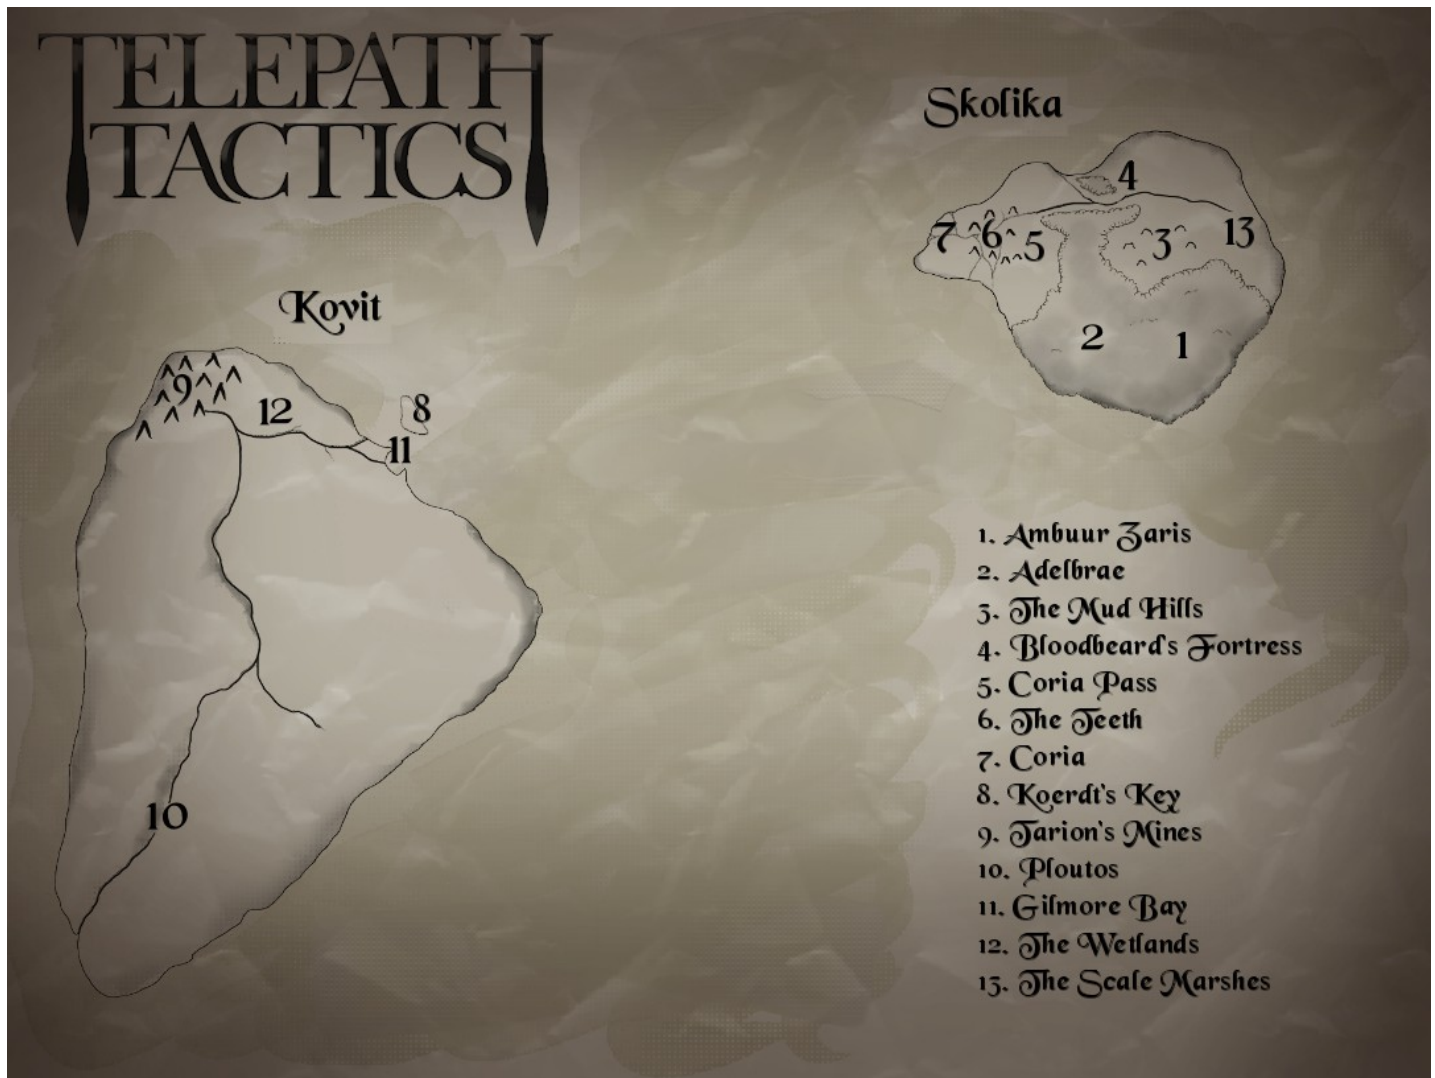 TELEPATH
TACTICS
Skolika
4
7
6
5
3
13
2
1
Kovit
9
12
8
11
10
1. Ambuur Zaris
2. Adelbrae
3. The Mud Hills
4. Bloodbeard's Fortress
5. Coria Pass
6. The Teeth
7. Coria
8. Koerdt's Key
9. Tarion's Mines
10. Ploutos
11. Gilmore Bay
12. The Wetlands
13. The Scale Marshes